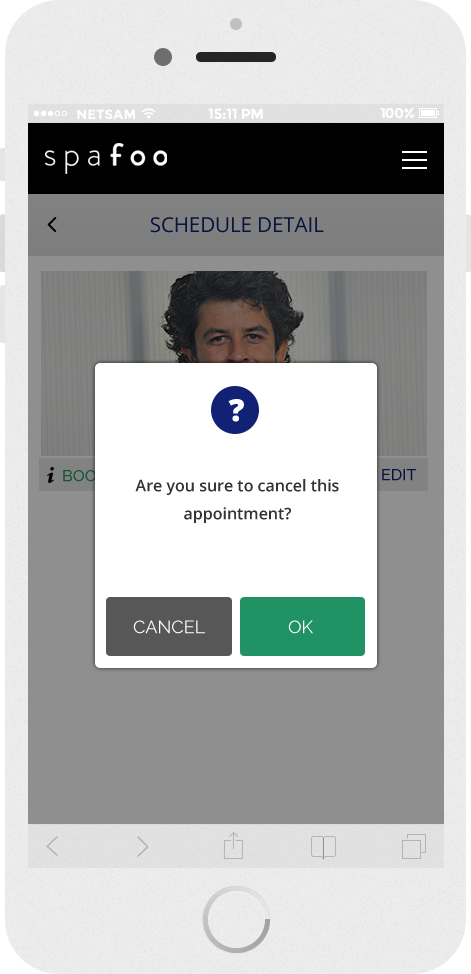 NETSAM 15:11 PM 100%
spafoo
SCHEDULE DETAIL
?
Are you sure to cancel this
appointment?
i BOO EDIT
CANCEL OK